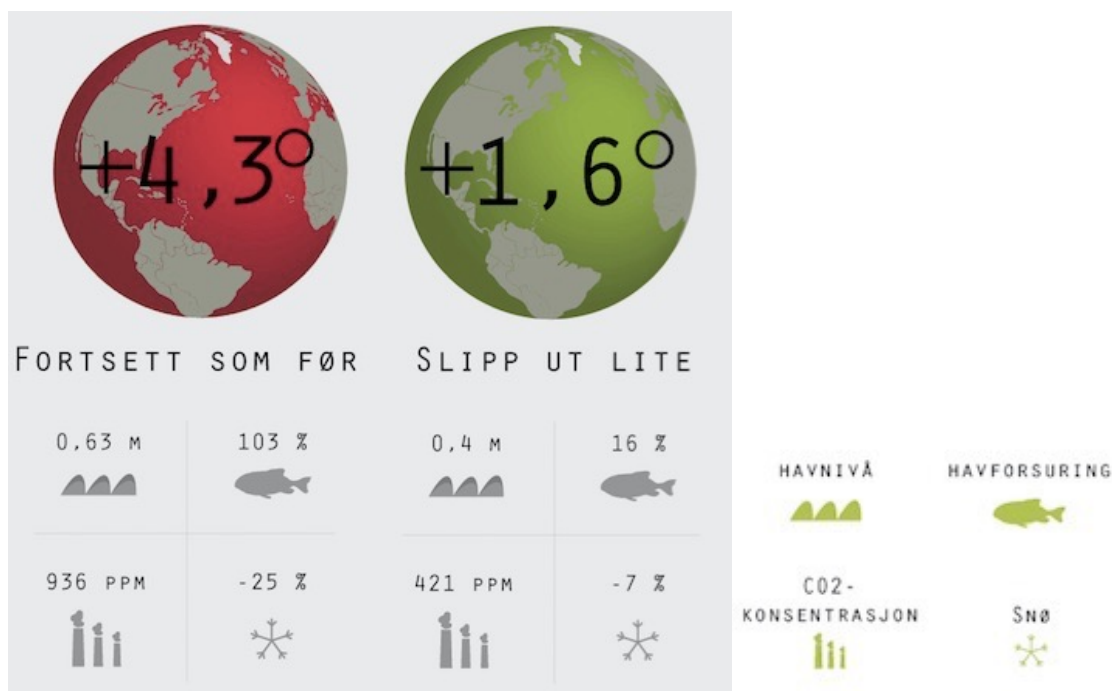 +4,3°
+1,6°
FORTSETT SOM FØR
SLIPP UT LITE
0,63 M
103 %
0,4 M
16 %
936 PPM
-25 %
421 PPM
-7 %
HAVNIVÅ
HAVFORSURING
CO2-
KONSENTRASJON
SNØ